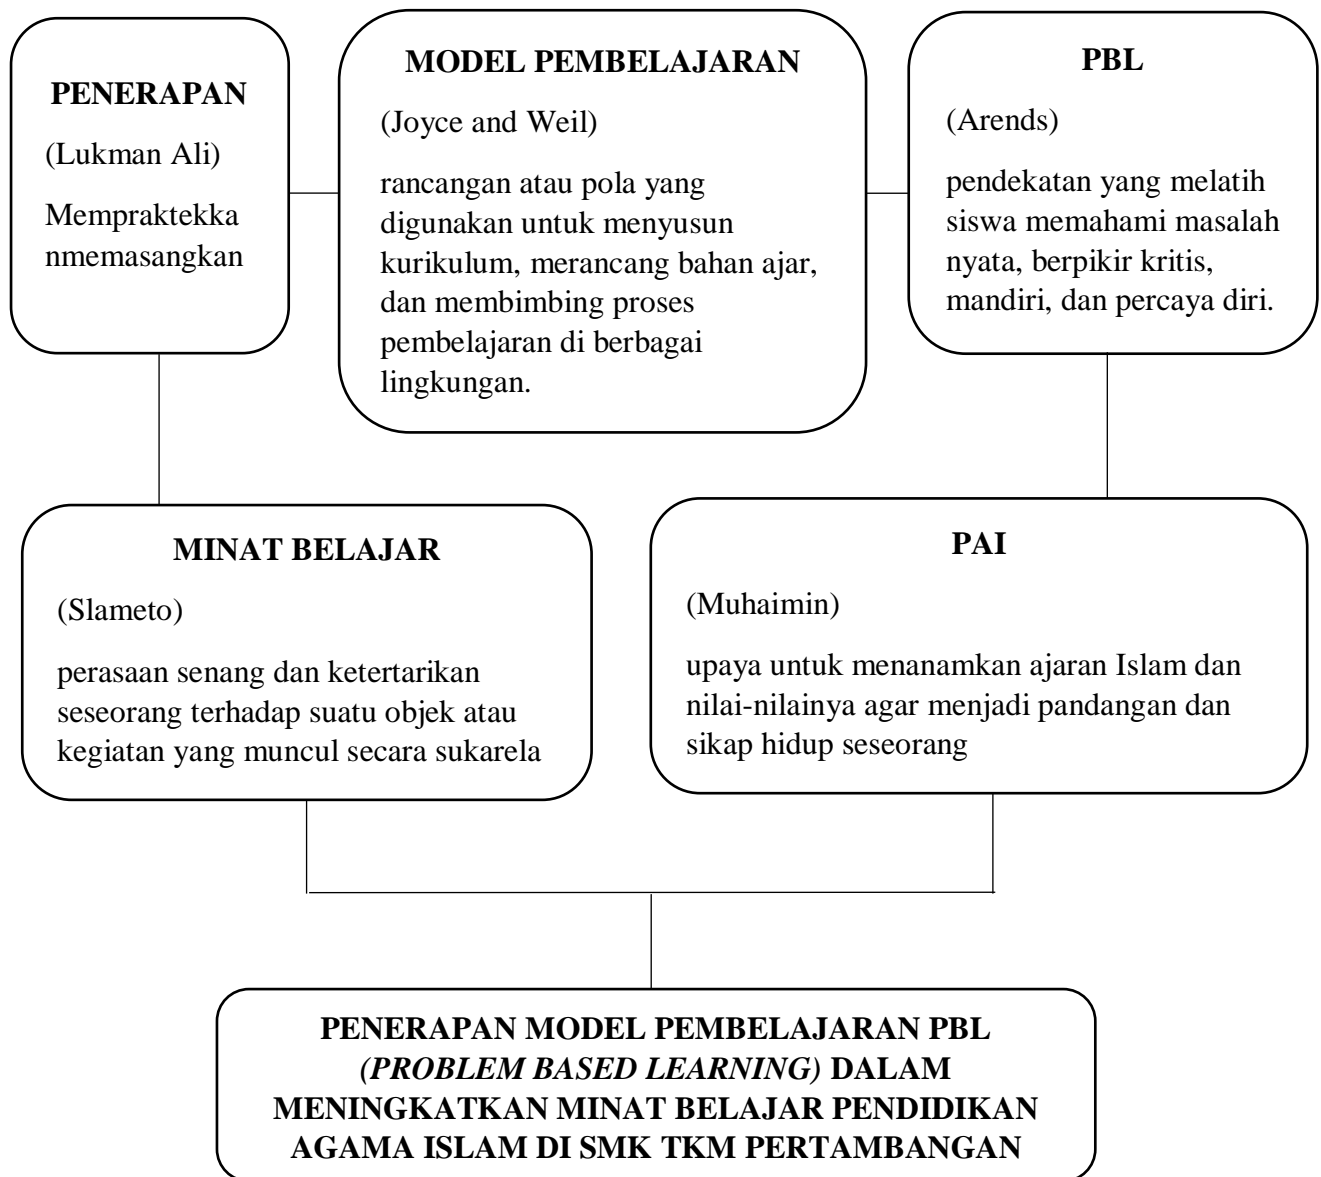 PENERAPAN
(Lukman Ali)
Mempraktekka
nmemasangkan
MODEL PEMBELAJARAN
(Joyce and Weil)
rancangan atau pola yang
digunakan untuk menyusun
kurikulum, merancang bahan ajar,
dan membimbing proses
pembelajaran di berbagai
lingkungan.
PBL
(Arends)
pendekatan yang melatih
siswa memahami masalah
nyata, berpikir kritis,
mandiri, dan percaya diri.
MINAT BELAJAR
(Slameto)
perasaan senang dan ketertarikan
seseorang terhadap suatu objek atau
kegiatan yang muncul secara sukarela
PAI
(Muhaimin)
upaya untuk menanamkan ajaran Islam dan
nilai-nilainya agar menjadi pandangan dan
sikap hidup seseorang
PENERAPAN MODEL PEMBELAJARAN PBL
(PROBLEM BASED LEARNING) DALAM
MENINGKATKAN MINAT BELAJAR PENDIDIKAN
AGAMA ISLAM DI SMK TKM PERTAMBANGAN